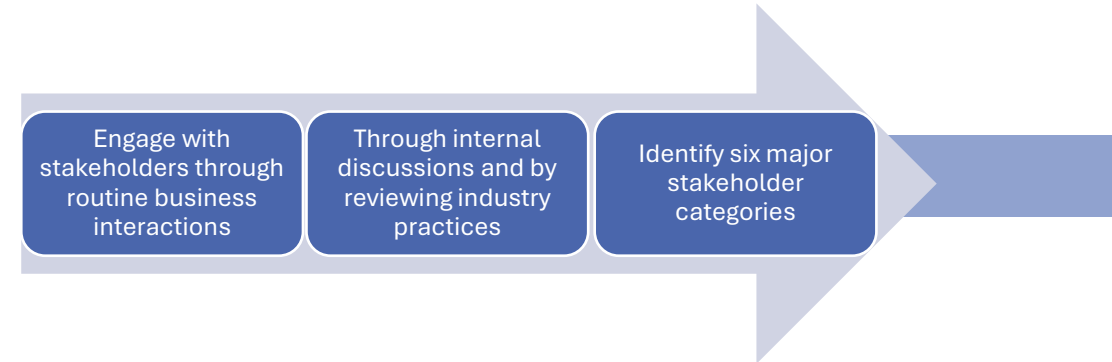 Engage with
stakeholders through
routine business
interactions
Through internal
discussions and by
reviewing industry
practices
Identify six major
stakeholder
categories